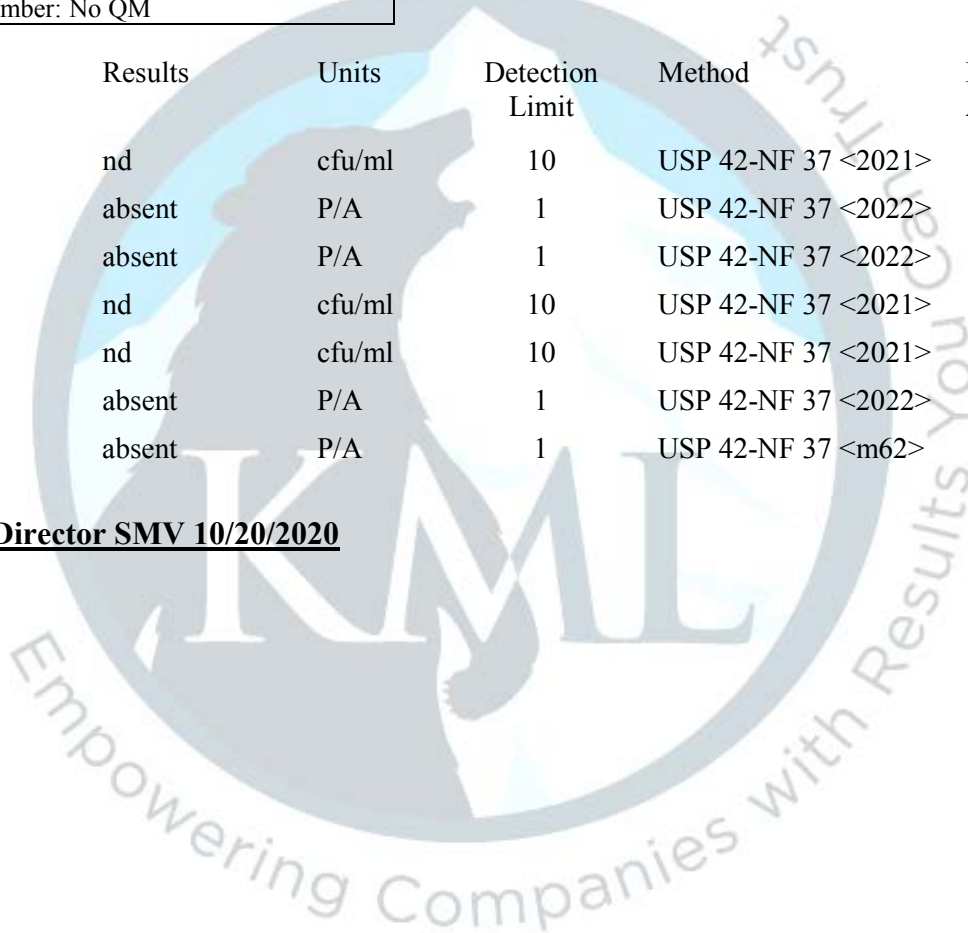 mber: No QM
Results Units Detection Limit Method
nd cfu/ml 10 USP 42-NF 37 <2021>
absent P/A 1 USP 42-NF 37 <2022>
absent P/A 1 USP 42-NF 37 <2022>
nd cfu/ml 10 USP 42-NF 37 <2021>
nd cfu/ml 10 USP 42-NF 37 <2021>
absent P/A 1 USP 42-NF 37 <2022>
absent P/A 1 USP 42-NF 37 <m62>
Director SMV 10/20/2020
KML
Empowering Companies with Results You Can Trust